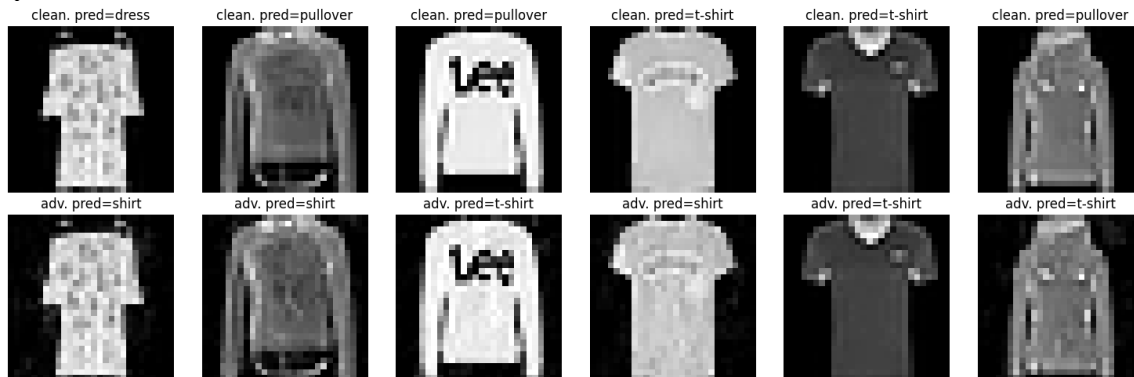 clean. pred=dress clean. pred=pullover clean. pred=pullover clean. pred=t-shirt clean. pred=t-shirt clean. pred=pullover
Lee
adv. pred=shirt adv. pred=shirt adv. pred=t-shirt adv. pred=shirt adv. pred=t-shirt adv. pred=t-shirt
Lee